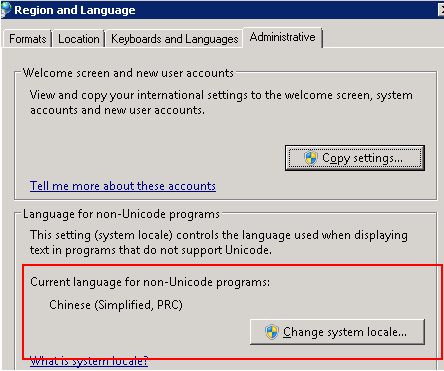 Region and Language
Formats
Location
Keyboards and Languages
Administrative
Welcome screen and new user accounts
View and copy your international settings to the welcome screen, system
accounts and new user accounts.
Copy settings...
Tell me more about these accounts
Language for non-Unicode programs
This setting (system locale) controls the language used when displaying
text in programs that do not support Unicode.
Current language for non-Unicode programs:
Chinese (Simplified, PRC)
Change system locale...
What is system locale?